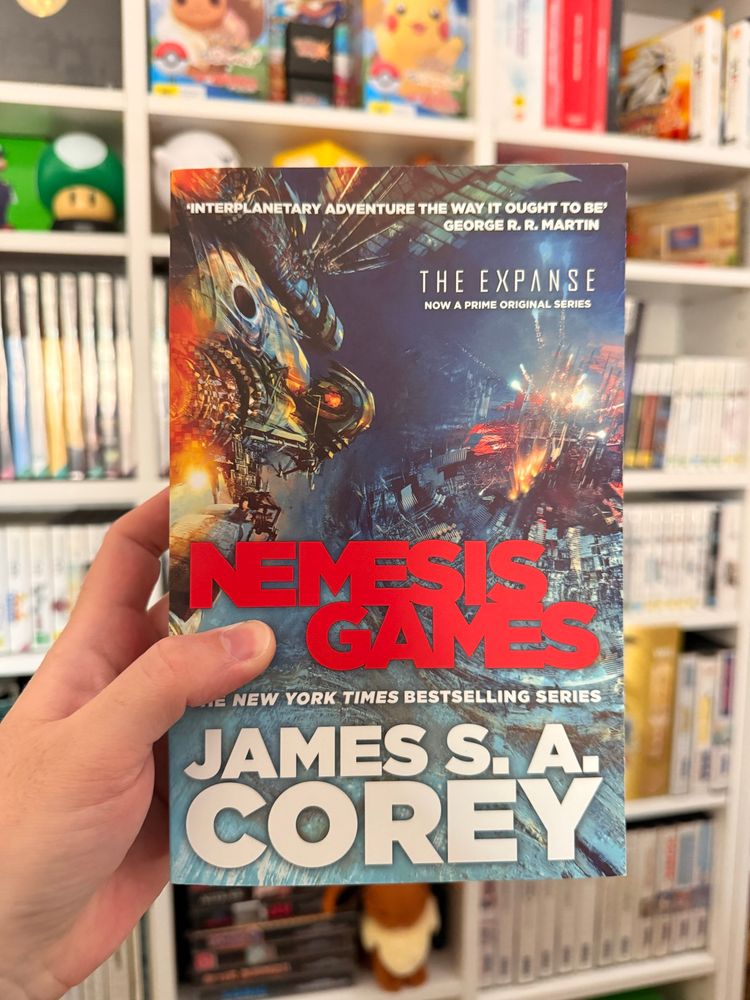 'INTERPLANETARY ADVENTURE THE WAY IT OUGHT TO BE'
GEORGE R. R. MARTIN
THE EXPANSE
NOW A PRIME ORIGINAL SERIES
NEMESIS
GAMES
NEW YORK TIMES BESTSELLING SERIES
JAMES S. A.
COREY